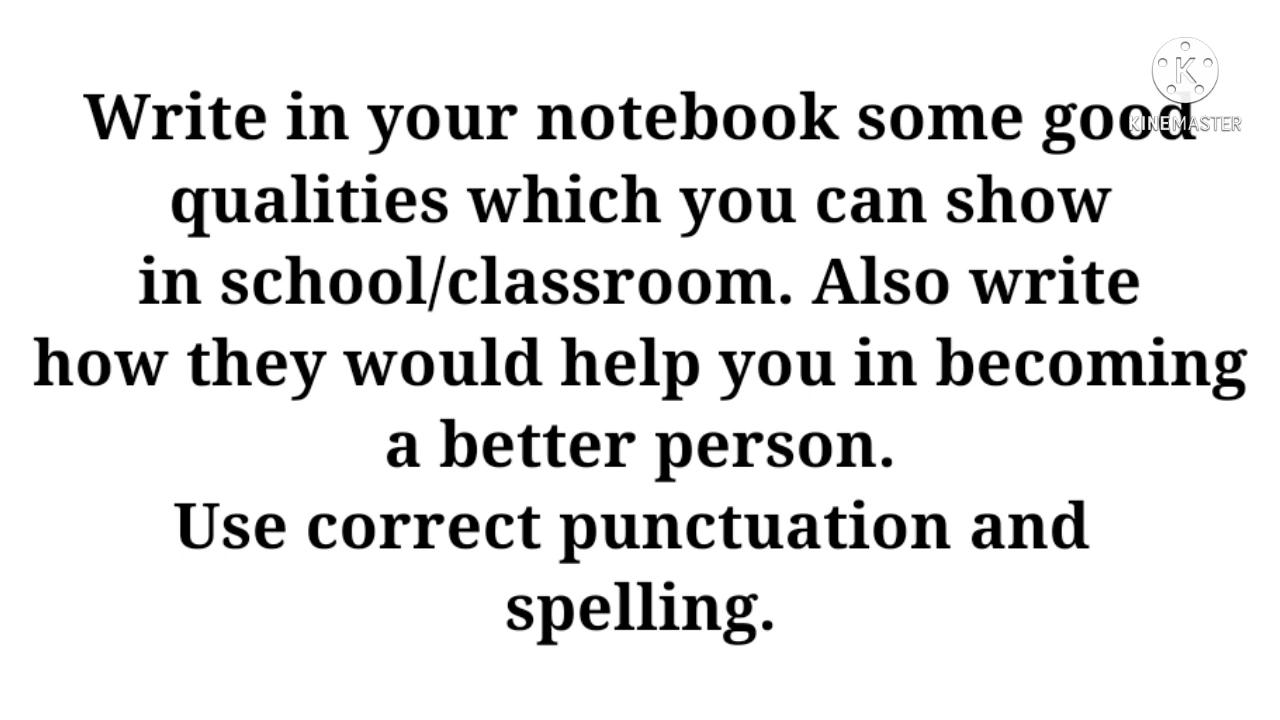 Write in your notebook some good
qualities which you can show
in school/classroom. Also write
how they would help you in becoming
a better person.
Use correct punctuation and
spelling.
K
KINEMASTER